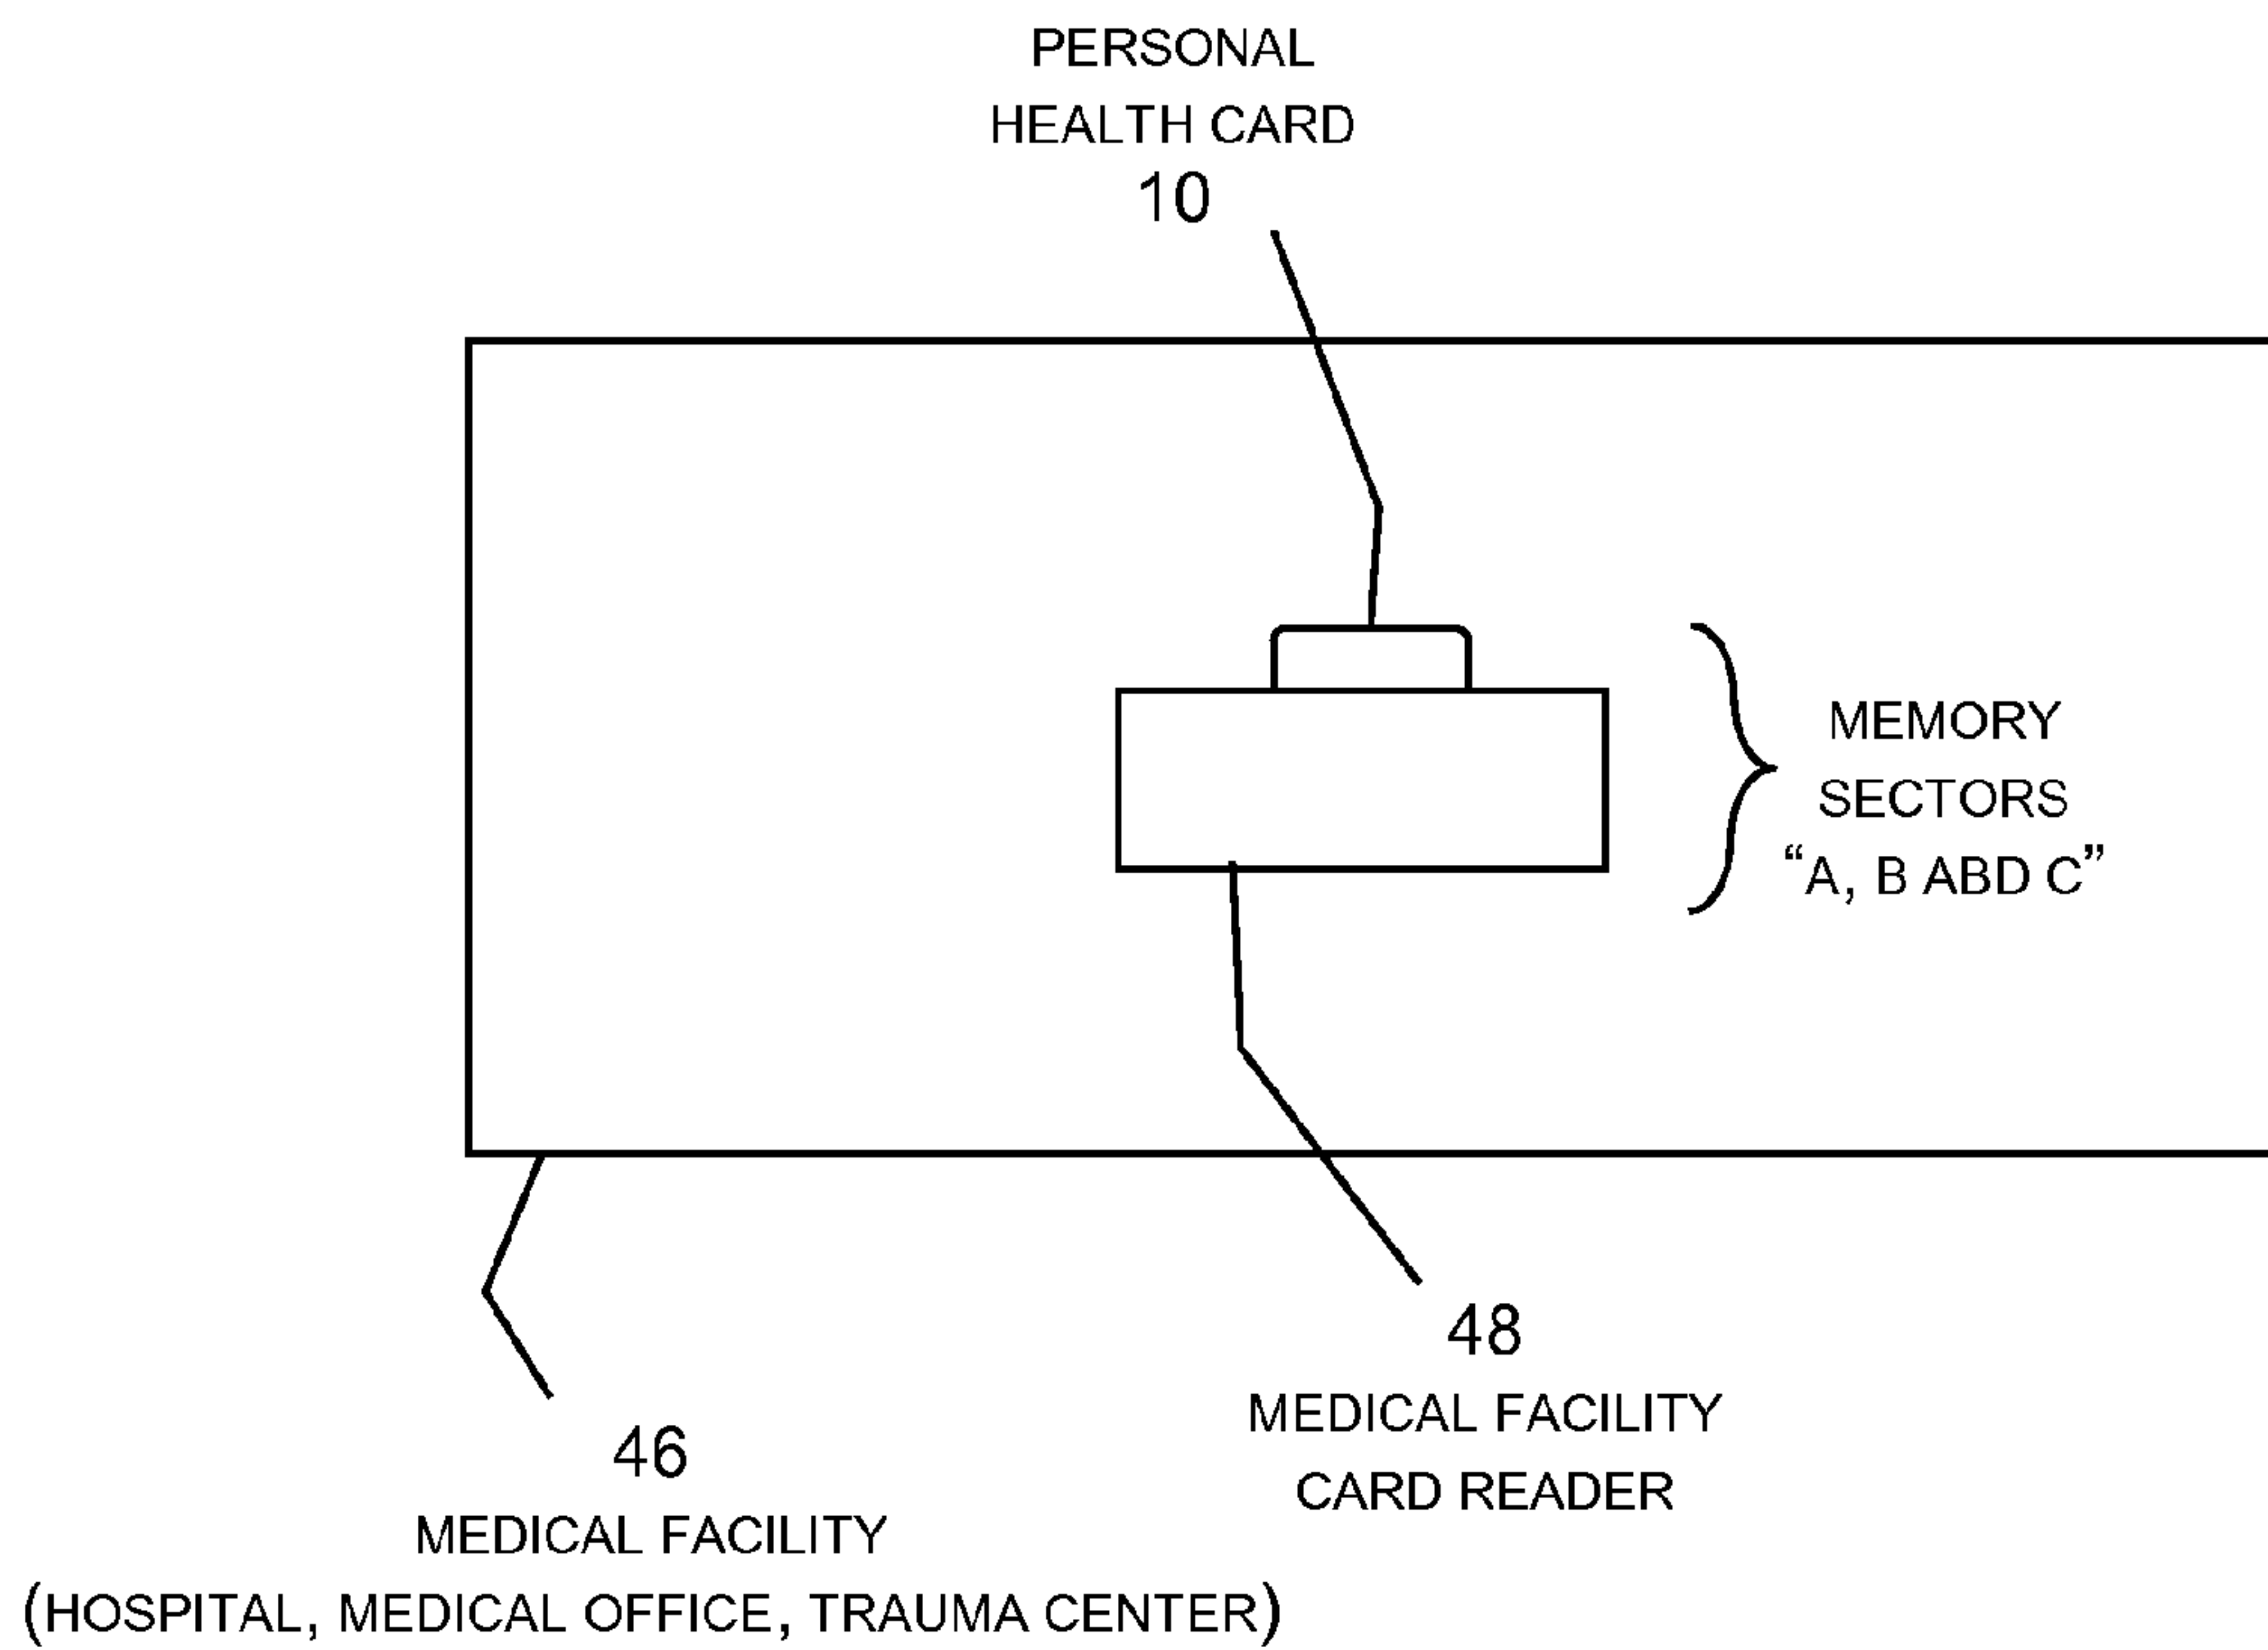 PERSONAL
HEALTH CARD
10
MEMORY
SECTORS
“A, B ABD C”
48
MEDICAL FACILITY
CARD READER
46
MEDICAL FACILITY
(HOSPITAL, MEDICAL OFFICE, TRAUMA CENTER)